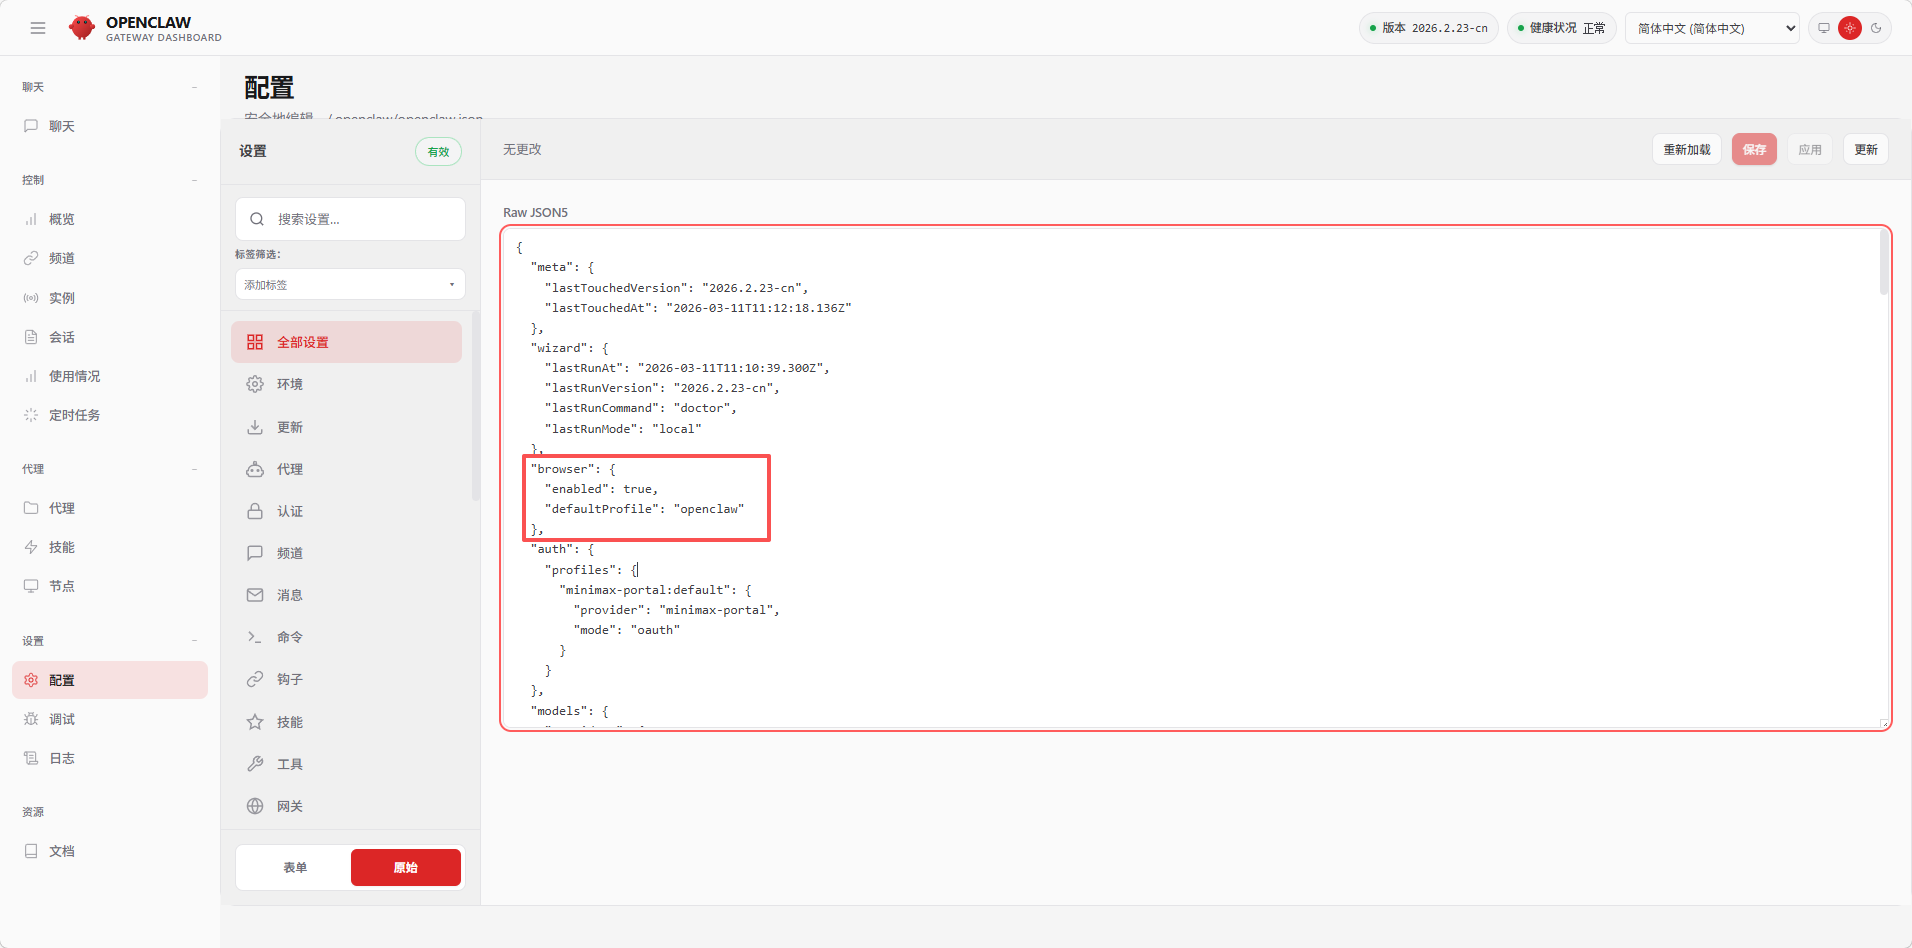 OPENCLAW
GATEWAY DASHBOARD
版本 2026.2.23-cn
健康状况 正常
简体中文 (简体中文)
聊天
聊天
控制
概览
频道
实例
会话
使用情况
定时任务
代理
代理
技能
节点
设置
配置
调试
日志
资源
文档
配置
安全地编辑 ~/.openclaw/openclaw.json
设置
有效
搜索设置...
标签筛选:
添加标签
全部设置
环境
更新
代理
认证
频道
消息
命令
钩子
技能
工具
网关
表单
原始
无更改
重新加载
保存
应用
更新
Raw JSON5
{
"meta": {
"lastTouchedVersion": "2026.2.23-cn",
"lastTouchedAt": "2026-03-11T11:12:18.136Z"
},
"wizard": {
"lastRunAt": "2026-03-11T11:10:39.300Z",
"lastRunVersion": "2026.2.23-cn",
"lastRunCommand": "doctor",
"lastRunMode": "local"
},
"browser": {
"enabled": true,
"defaultProfile": "openclaw"
},
"auth": {
"profiles": {
"minimax-portal:default": {
"provider": "minimax-portal",
"mode": "oauth"
}
}
},
"models": {